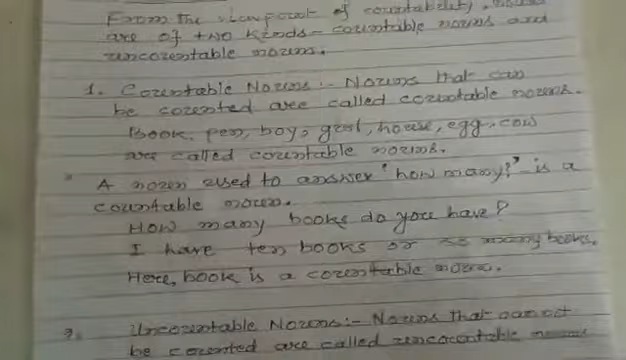 From the viewpoint of countability, nouns
are of two kinds - countable nouns and
uncountable nouns.
1. Countable Nouns :- Nouns that can
be counted are called countable nouns.
Book, pen, boy, girl, house, egg, cow
are called countable nouns.
A noun used to answer 'how many?' is a
countable noun.
How many books do you have?
I have ten books or so many books.
Here, book is a countable noun.
2. Uncountable Nouns :- Nouns that cannot
be counted are called uncountable nouns